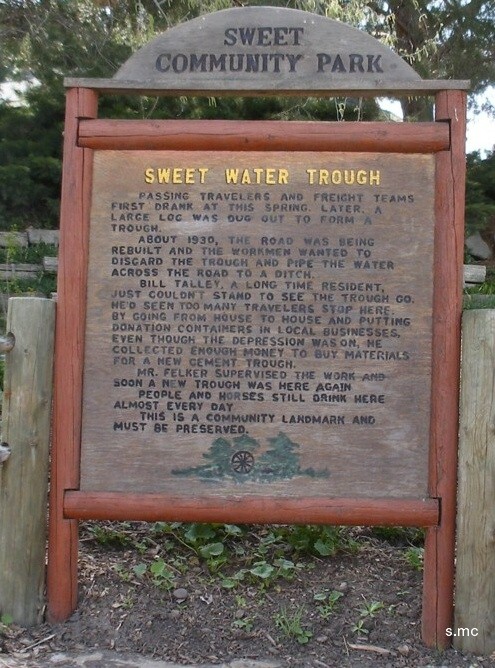 SWEET
COMMUNITY PARK
SWEET WATER TROUGH
PASSING TRAVELERS AND FREIGHT TEAMS
FIRST DRANK AT THIS SPRING. LATER, A
LARGE LOG WAS DUG OUT TO FORM A
TROUGH.
ABOUT 1930, THE ROAD WAS BEING
REBUILT AND THE WORKMEN WANTED TO
DISCARD THE TROUGH AND PIPE THE WATER
ACROSS THE ROAD TO A DITCH.
BILL TALLEY, A LONG TIME RESIDENT,
JUST COULDN'T STAND TO SEE THE TROUGH GO.
HE'D SEEN TOO MANY TRAVELERS STOP HERE.
BY GOING FROM HOUSE TO HOUSE AND PUTTING
DONATION CONTAINERS IN LOCAL BUSINESSES,
EVEN THOUGH THE DEPRESSION WAS ON, HE
COLLECTED ENOUGH MONEY TO BUY MATERIALS
FOR A NEW CEMENT TROUGH.
MR. FELKER SUPERVISED THE WORK AND
SOON A NEW TROUGH WAS HERE AGAIN
PEOPLE AND HORSES STILL DRINK HERE
ALMOST EVERY DAY
THIS IS A COMMUNITY LANDMARK AND
MUST BE PRESERVED.
s.mc